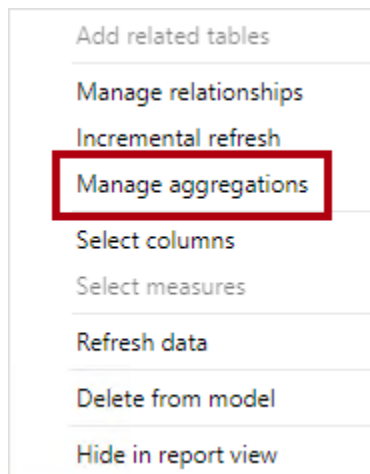 Add related tables
Manage relationships
Incremental refresh
Manage aggregations
Select columns
Select measures
Refresh data
Delete from model
Hide in report view